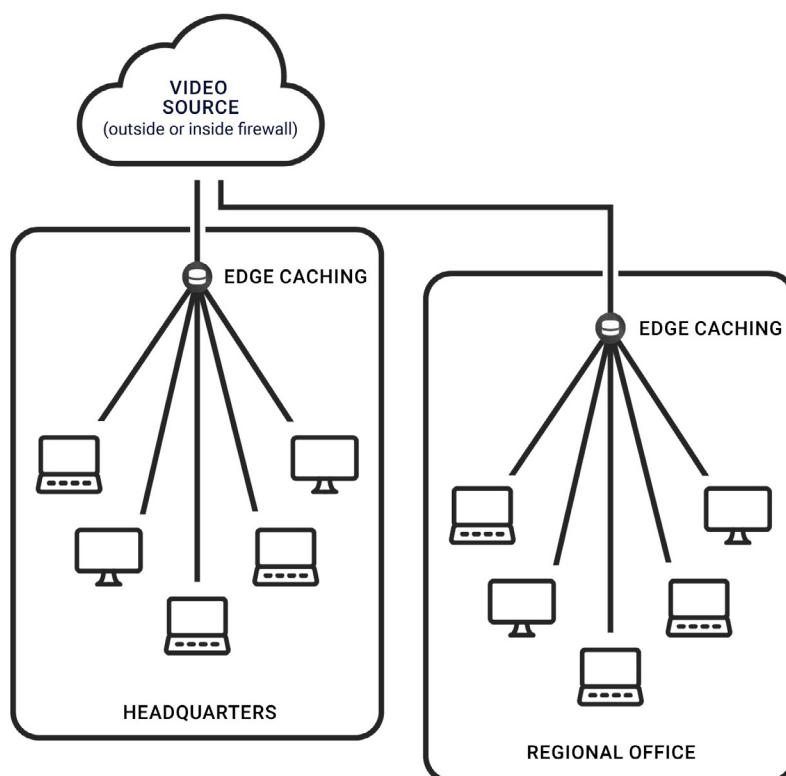 VIDEO
SOURCE
(outside or inside firewall)
EDGE CACHING
EDGE CACHING
HEADQUARTERS
REGIONAL OFFICE